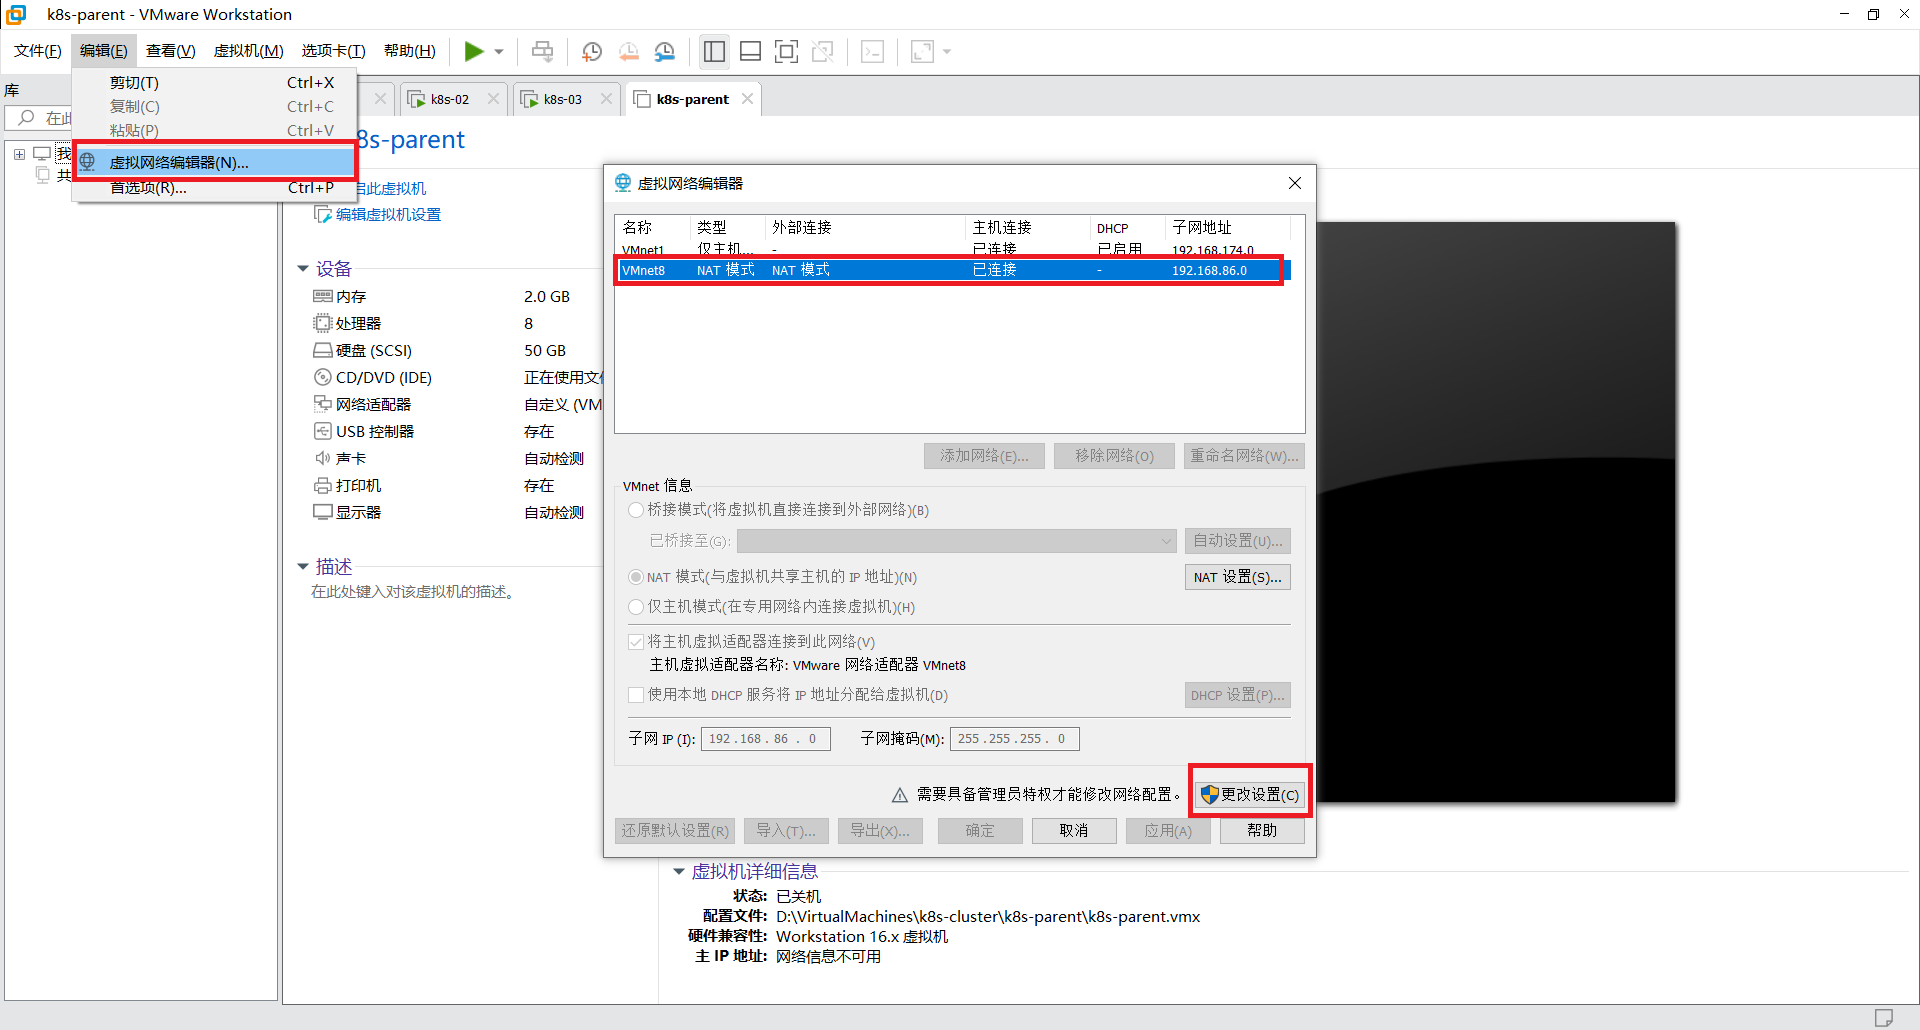 k8s-parent - VMware Workstation
文件(F) 编辑(E) 查看(V) 虚拟机(M) 选项卡(T) 帮助(H)
剪切(T) Ctrl+X
复制(C) Ctrl+C
粘贴(P) Ctrl+V
虚拟网络编辑器(N)...
首选项(R)... Ctrl+P
库
在此
我
共
k8s-02
k8s-03
k8s-parent
8s-parent
启此虚拟机
编辑虚拟机设置
设备
内存 2.0 GB
处理器 8
硬盘 (SCSI) 50 GB
CD/DVD (IDE) 正在使用文
网络适配器 自定义 (VM
USB 控制器 存在
声卡 自动检测
打印机 存在
显示器 自动检测
描述
在此处键入对该虚拟机的描述。
虚拟网络编辑器
名称 类型 外部连接 主机连接 DHCP 子网地址
VMnet1 仅主机... - 已连接 已启用 192.168.174.0
VMnet8 NAT 模式 NAT 模式 已连接 - 192.168.86.0
添加网络(E)... 移除网络(O) 重命名网络(W)...
VMnet 信息
桥接模式(将虚拟机直接连接到外部网络)(B)
已桥接至(G): 自动设置(U)...
NAT 模式(与虚拟机共享主机的 IP 地址)(N) NAT 设置(S)...
仅主机模式(在专用网络内连接虚拟机)(H)
将主机虚拟适配器连接到此网络(V)
主机虚拟适配器名称: VMware 网络适配器 VMnet8
使用本地 DHCP 服务将 IP 地址分配给虚拟机(D) DHCP 设置(P)...
子网 IP (I): 192 . 168 . 86 . 0 子网掩码(M): 255 . 255 . 255 . 0
需要具备管理员特权才能修改网络配置。 更改设置(C)
还原默认设置(R) 导入(T)... 导出(X)... 确定 取消 应用(A) 帮助
虚拟机详细信息
状态: 已关机
配置文件: D:\VirtualMachines\k8s-cluster\k8s-parent\k8s-parent.vmx
硬件兼容性: Workstation 16.x 虚拟机
主 IP 地址: 网络信息不可用